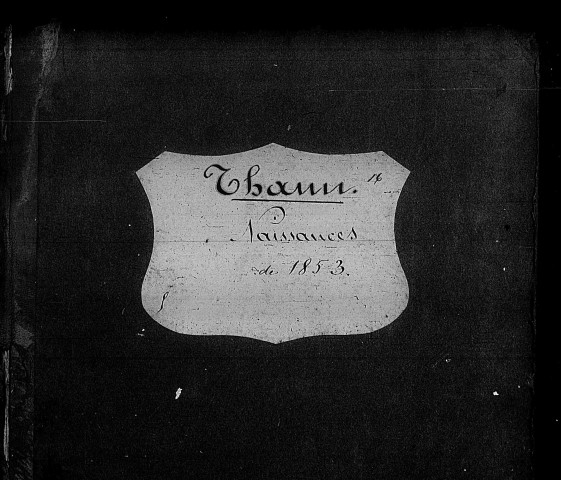 Thann.
Naissances
de 1853.